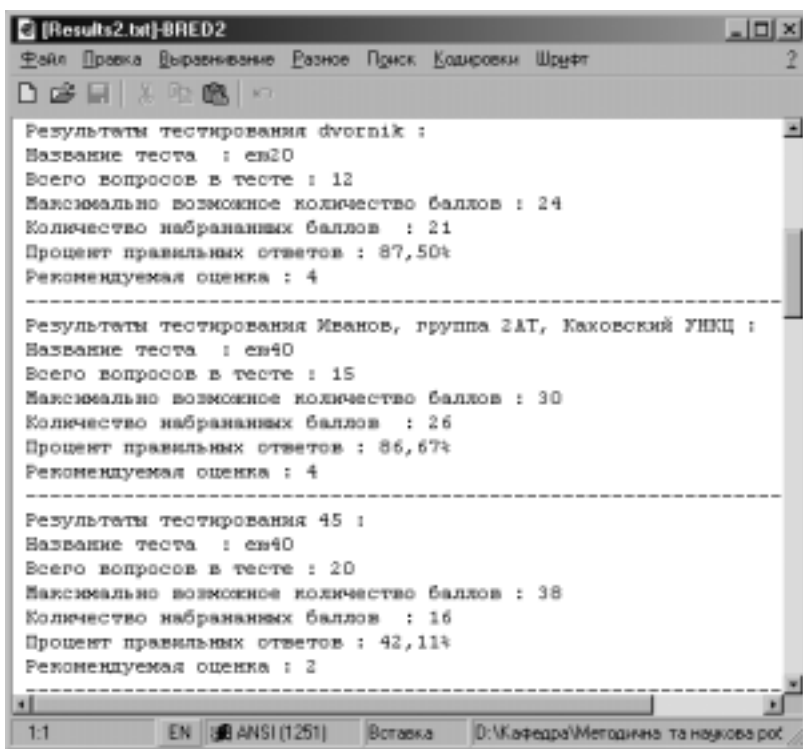 [Results2.txt]-BRED2
Файл Правка Выравнивание Разное Поиск Кодировки Шрифт ?
Результаты тестирования dvornik :
Название теста : em20
Всего вопросов в тесте : 12
Максимально возможное количество баллов : 24
Количество набрананных баллов : 21
Процент правильных ответов : 87,50%
Рекомендуемая оценка : 4
Результаты тестирования Иванов, группа 2АТ, Каховский УНКЦ :
Название теста : em40
Всего вопросов в тесте : 15
Максимально возможное количество баллов : 30
Количество набрананных баллов : 26
Процент правильных ответов : 86,67%
Рекомендуемая оценка : 4
Результаты тестирования 45 :
Название теста : em40
Всего вопросов в тесте : 20
Максимально возможное количество баллов : 38
Количество набрананных баллов : 16
Процент правильных ответов : 42,11%
Рекомендуемая оценка : 2
1:1 EN ANSI (1251) Вставка D:\Кафедра\Методична та наукова рob